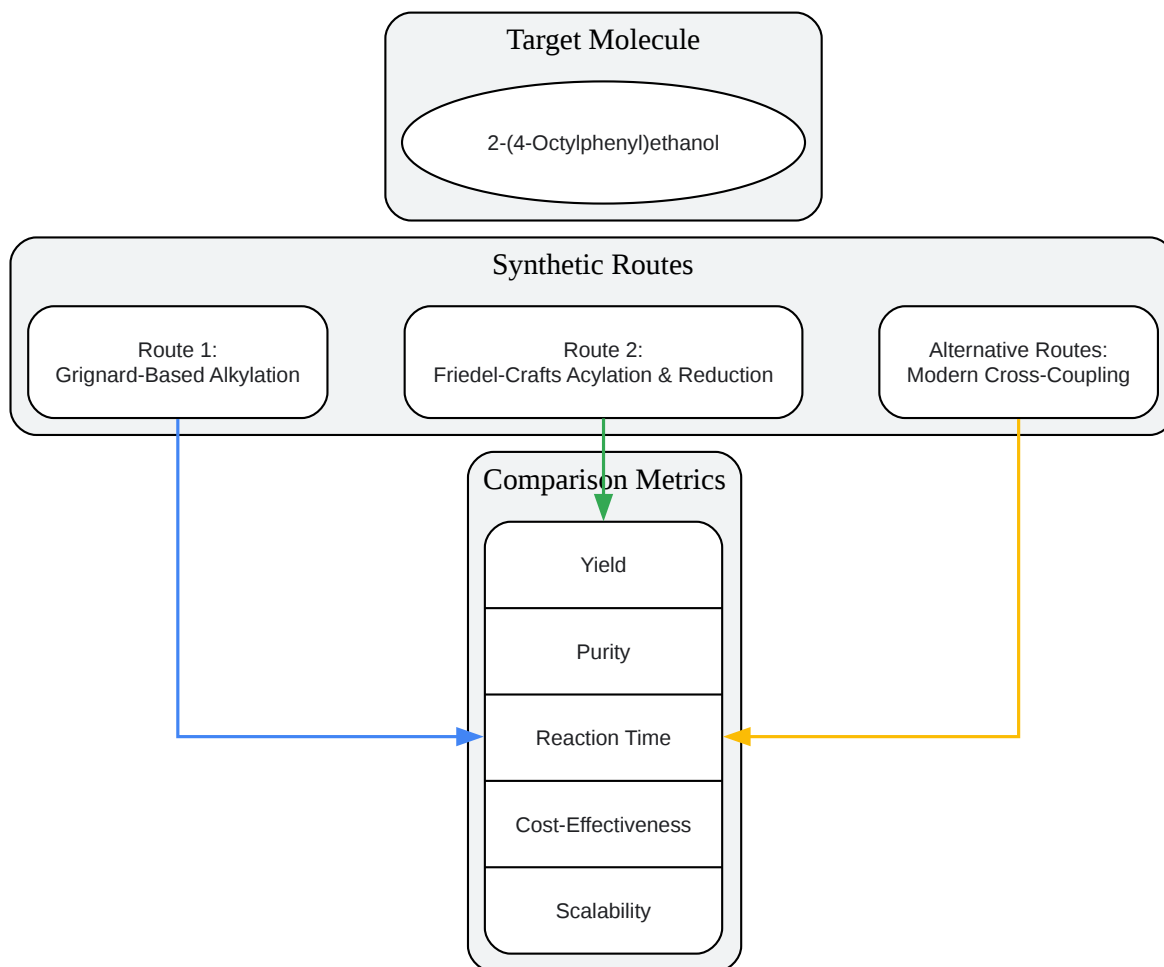 Target Molecule
2-(4-Octylphenyl)ethanol
Synthetic Routes
Route 1:
Grignard-Based Alkylation
Route 2:
Friedel-Crafts Acylation & Reduction
Alternative Routes:
Modern Cross-Coupling
Comparison Metrics
Yield
Purity
Reaction Time
Cost-Effectiveness
Scalability